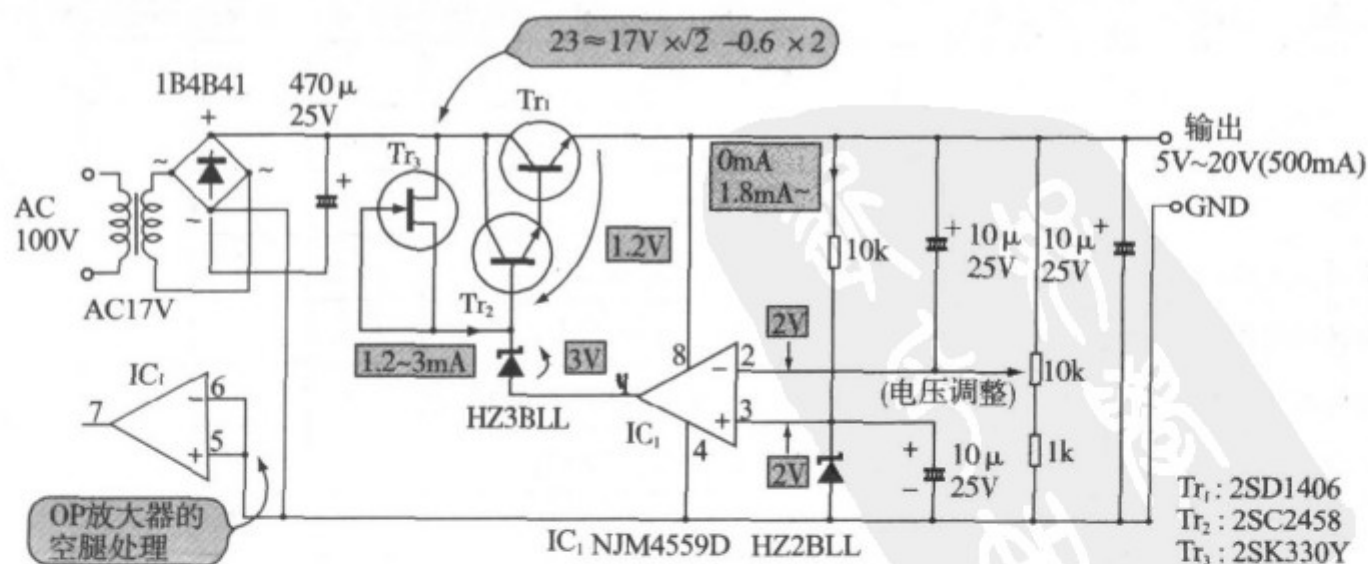 23≈17V ×√2 -0.6 ×2
1B4B41
470μ
25V
Tr₁
Tr₃
输出
5V~20V(500mA)
0mA
1.8mA~
AC
100V
GND
10k
10μ
25V
10μ
25V
1.2V
AC17V
Tr₂
2V
8
2
1.2~3mA
3V
(电压调整)
10k
IC₁
6
7
5
HZ3BLL
IC₁
3
4
2V
10μ
25V
1k
OP放大器的
空腿处理
IC₁ NJM4559D
HZ2BLL
Tr₁: 2SD1406
Tr₂: 2SC2458
Tr₃: 2SK330Y